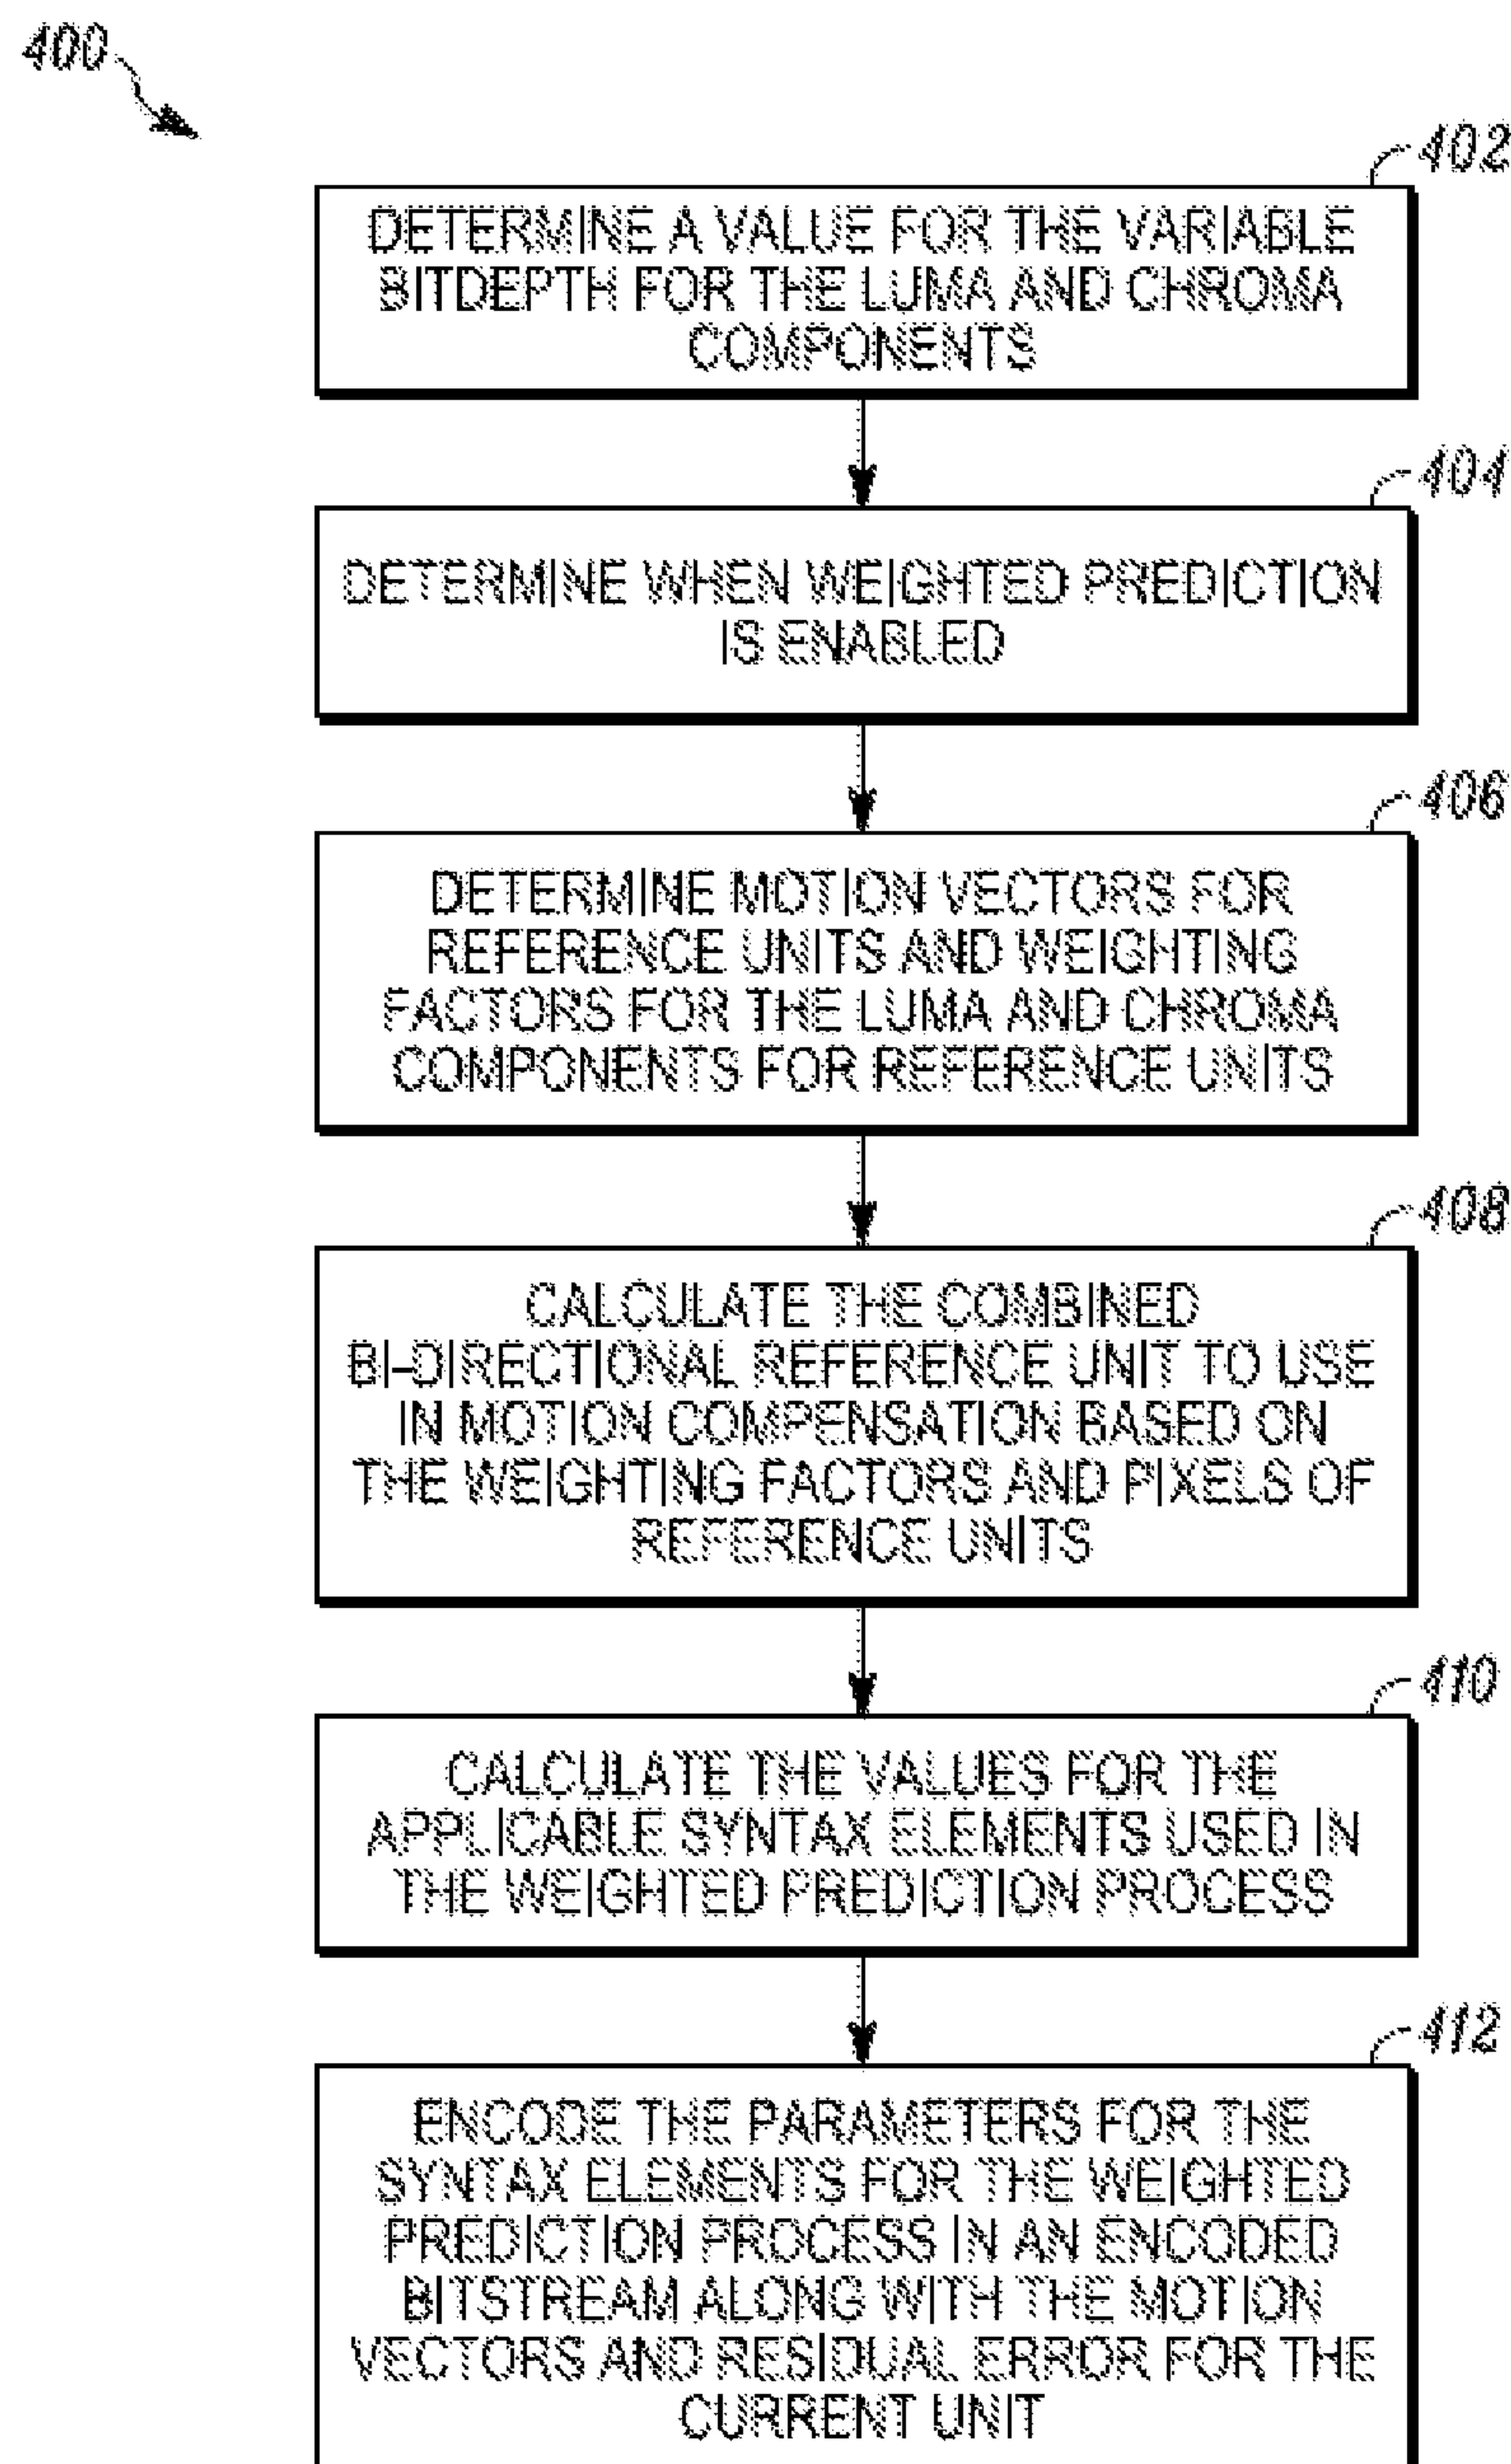 400
402
DETERMINE A VALUE FOR THE VARIABLE
BITDEPTH FOR THE LUMA AND CHROMA
COMPONENTS
404
DETERMINE WHEN WEIGHTED PREDICTION
IS ENABLED
406
DETERMINE MOTION VECTORS FOR
REFERENCE UNITS AND WEIGHTING
FACTORS FOR THE LUMA AND CHROMA
COMPONENTS FOR REFERENCE UNITS
408
CALCULATE THE COMBINED
BI-DIRECTIONAL REFERENCE UNIT TO USE
IN MOTION COMPENSATION BASED ON
THE WEIGHTING FACTORS AND PIXELS OF
REFERENCE UNITS
410
CALCULATE THE VALUES FOR THE
APPLICABLE SYNTAX ELEMENTS USED IN
THE WEIGHTED PREDICTION PROCESS
412
ENCODE THE PARAMETERS FOR THE
SYNTAX ELEMENTS FOR THE WEIGHTED
PREDICTION PROCESS IN AN ENCODED
BITSTREAM ALONG WITH THE MOTION
VECTORS AND RESIDUAL ERROR FOR THE
CURRENT UNIT